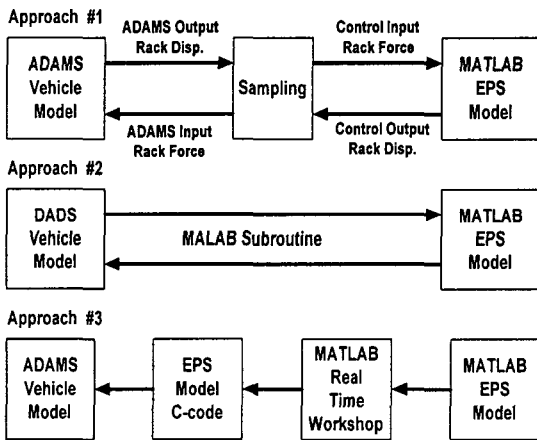 Approach #1
ADAMS
Vehicle
Model
ADAMS Output
Rack Disp.
ADAMS Input
Rack Force
Sampling
Control Input
Rack Force
Control Output
Rack Disp.
MATLAB
EPS
Model
Approach #2
DADS
Vehicle
Model
MALAB Subroutine
MATLAB
EPS
Model
Approach #3
ADAMS
Vehicle
Model
EPS
Model
C-code
MATLAB
Real
Time
Workshop
MATLAB
EPS
Model